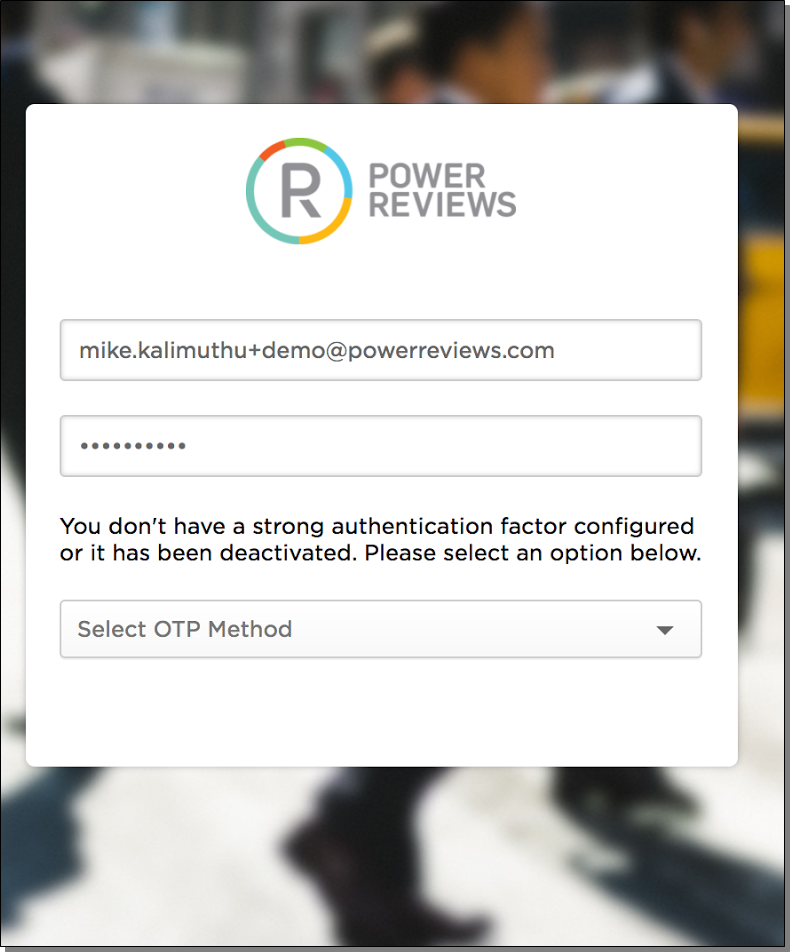 R
POWER
REVIEWS
mike.kalimuthu+demo@powerreviews.com
••••••••••
You don't have a strong authentication factor configured
or it has been deactivated. Please select an option below.
Select OTP Method